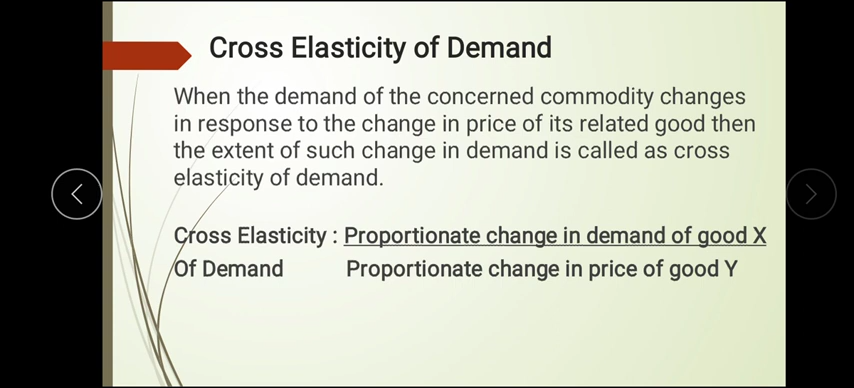 Cross Elasticity of Demand
When the demand of the concerned commodity changes
in response to the change in price of its related good then
the extent of such change in demand is called as cross
elasticity of demand.
Cross Elasticity : Proportionate change in demand of good X
Of Demand Proportionate change in price of good Y